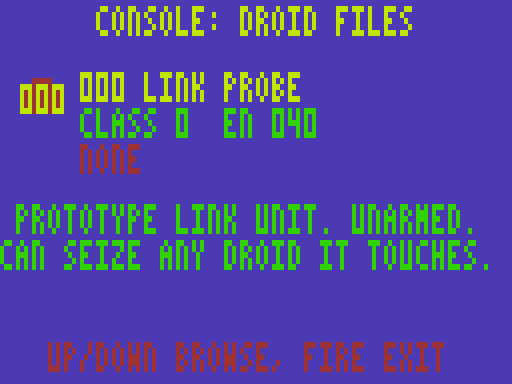 CONSOLE: DROID FILES
000 000 LINK PROBE
CLASS 0 EN 040
NONE
PROTOTYPE LINK UNIT. UNARMED.
CAN SEIZE ANY DROID IT TOUCHES.
UP/DOWN BROWSE, FIRE EXIT